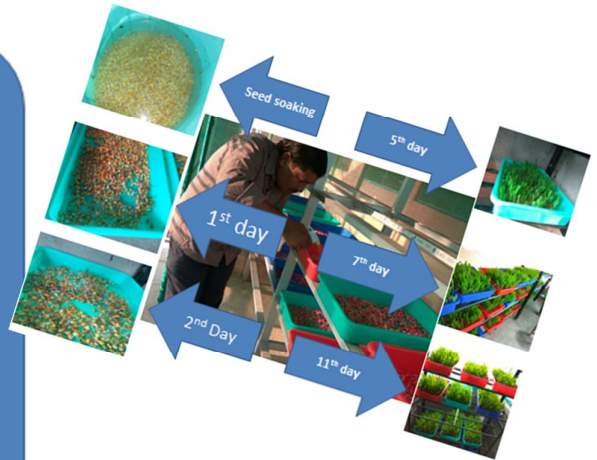 Seed soaking
5th day
1st day
7th day
2nd Day
11th day